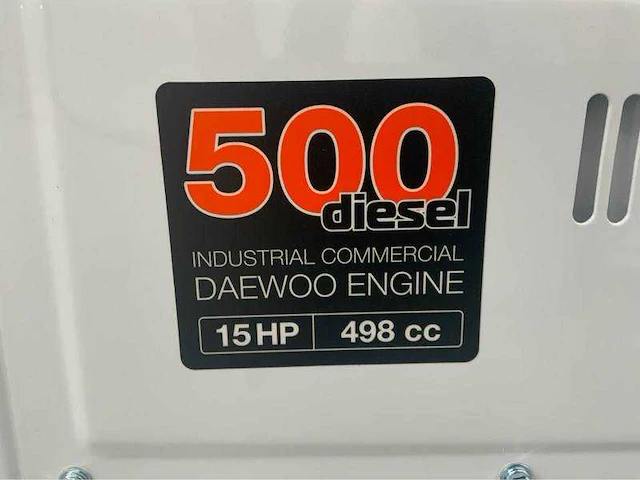 500
diesel
INDUSTRIAL COMMERCIAL
DAEWOO ENGINE
15 HP 498 cc